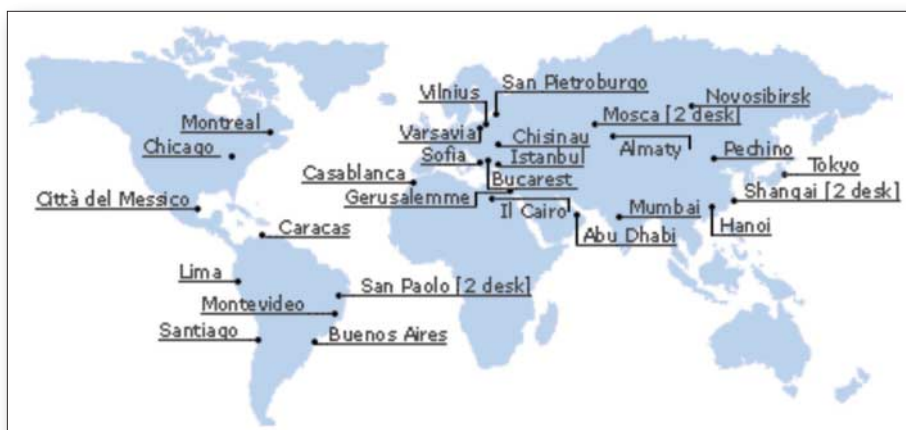 San Pietroburgo
Vilnius
Novosibirsk
Mosca [2 desk]
Montreal
Varsavia
Chisinau
Almaty
Chicago
Sofia
Istanbul
Pechino
Tokyo
Casablanca
Bucarest
Gerusalemme
Shangai [2 desk]
Città del Messico
Il Cairo
Mumbai
Hanoi
Caracas
Abu Dhabi
Lima
San Paolo [2 desk]
Montevideo
Santiago
Buenos Aires